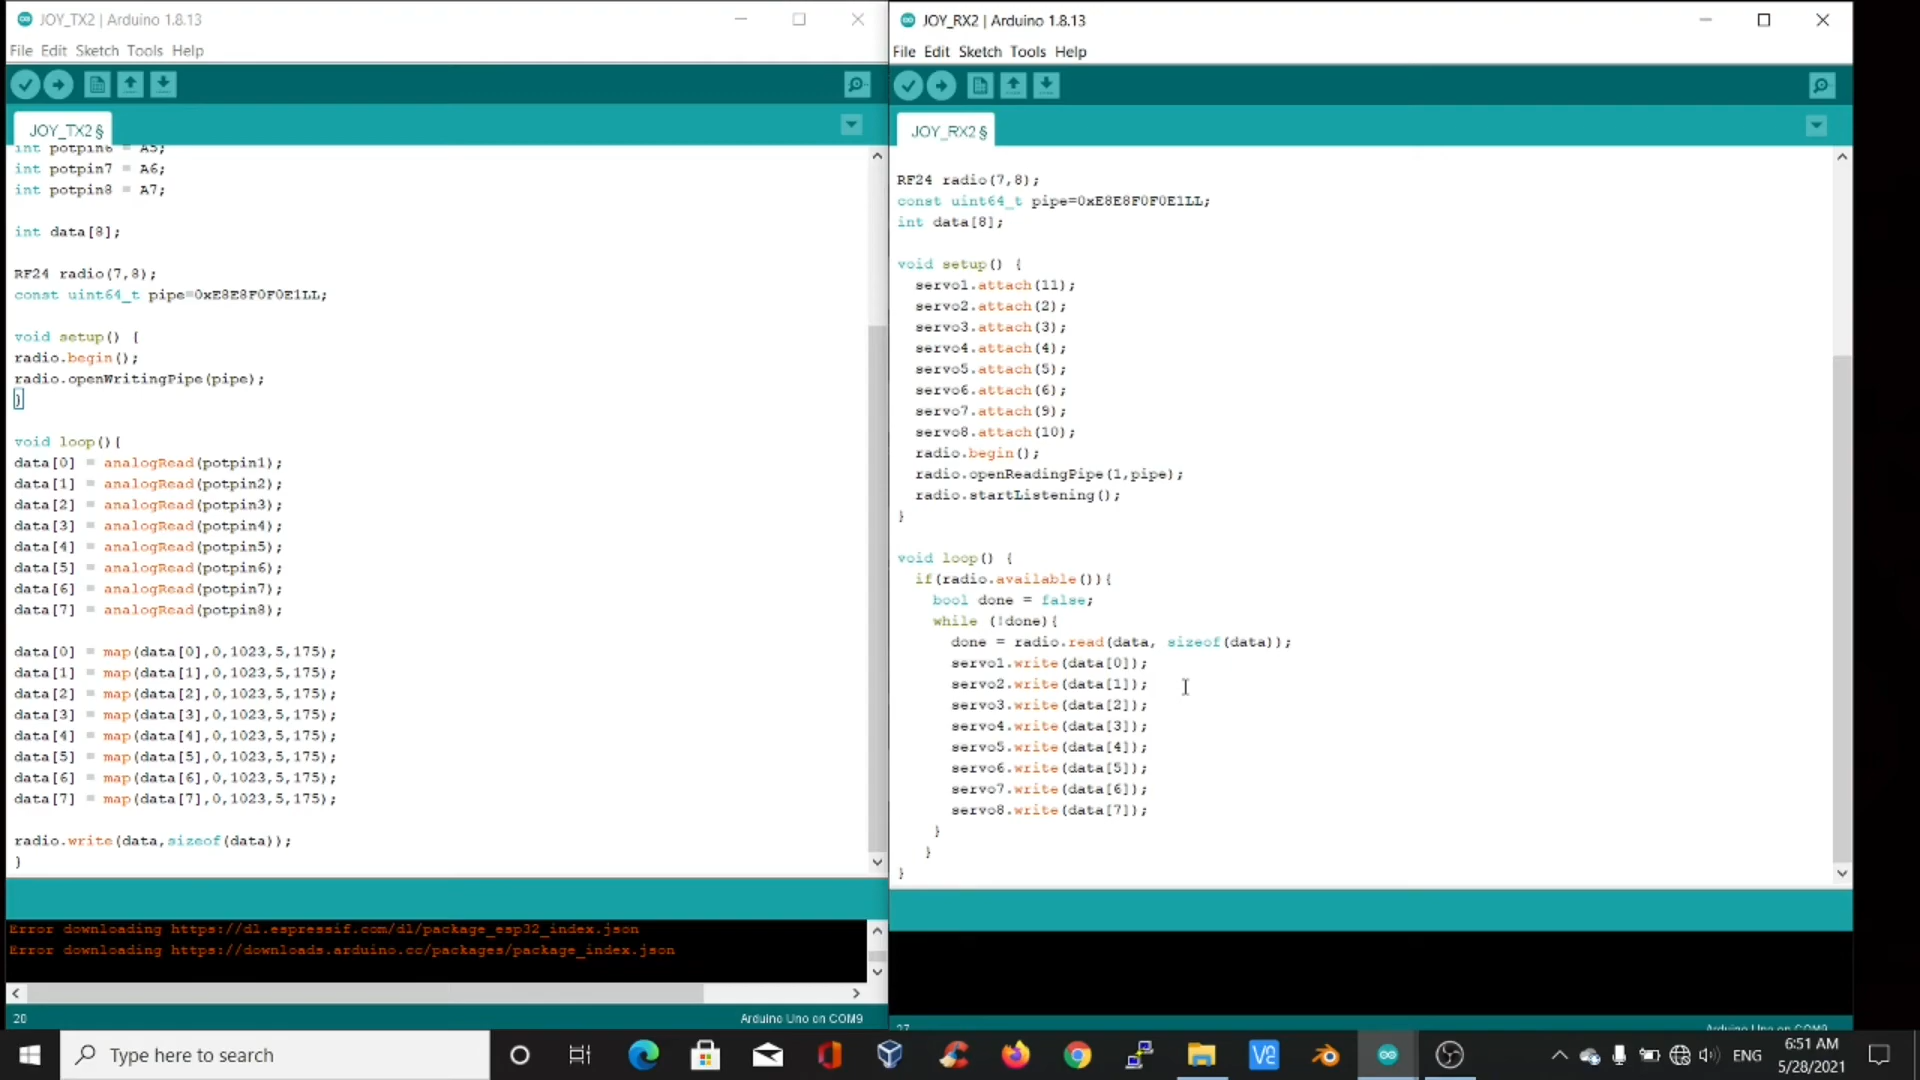 JOY_TX2 | Arduino 1.8.13
File Edit Sketch Tools Help
JOY_TX2 §
int potpin6 = A5;
int potpin7 = A6;
int potpin8 = A7;
int data[8];
RF24 radio(7,8);
const uint64_t pipe=0xE8E8F0F0E1LL;
void setup() {
radio.begin();
radio.openWritingPipe(pipe);
}
void loop(){
data[0] = analogRead(potpin1);
data[1] = analogRead(potpin2);
data[2] = analogRead(potpin3);
data[3] = analogRead(potpin4);
data[4] = analogRead(potpin5);
data[5] = analogRead(potpin6);
data[6] = analogRead(potpin7);
data[7] = analogRead(potpin8);
data[0] = map(data[0],0,1023,5,175);
data[1] = map(data[1],0,1023,5,175);
data[2] = map(data[2],0,1023,5,175);
data[3] = map(data[3],0,1023,5,175);
data[4] = map(data[4],0,1023,5,175);
data[5] = map(data[5],0,1023,5,175);
data[6] = map(data[6],0,1023,5,175);
data[7] = map(data[7],0,1023,5,175);
radio.write(data,sizeof(data));
}
Error downloading https://dl.espressif.com/dl/package_esp32_index.json
Error downloading https://downloads.arduino.cc/packages/package_index.json
20
Arduino Uno on COM9
JOY_RX2 | Arduino 1.8.13
File Edit Sketch Tools Help
JOY_RX2 §
RF24 radio(7,8);
const uint64_t pipe=0xE8E8F0F0E1LL;
int data[8];
void setup() {
servo1.attach(11);
servo2.attach(2);
servo3.attach(3);
servo4.attach(4);
servo5.attach(5);
servo6.attach(6);
servo7.attach(9);
servo8.attach(10);
radio.begin();
radio.openReadingPipe(1,pipe);
radio.startListening();
}
void loop() {
if(radio.available()){
bool done = false;
while (!done){
done = radio.read(data, sizeof(data));
servo1.write(data[0]);
servo2.write(data[1]);
servo3.write(data[2]);
servo4.write(data[3]);
servo5.write(data[4]);
servo6.write(data[5]);
servo7.write(data[6]);
servo8.write(data[7]);
}
}
}
27
Arduino Uno on COM9
Type here to search
ENG
6:51 AM
5/28/2021